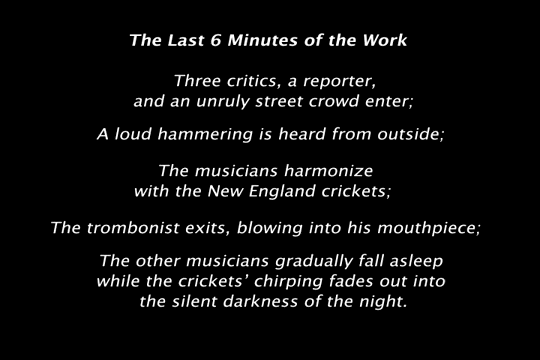 The Last 6 Minutes of the Work
Three critics, a reporter,
and an unruly street crowd enter;
A loud hammering is heard from outside;
The musicians harmonize
with the New England crickets;
The trombonist exits, blowing into his mouthpiece;
The other musicians gradually fall asleep
while the crickets’ chirping fades out into
the silent darkness of the night.